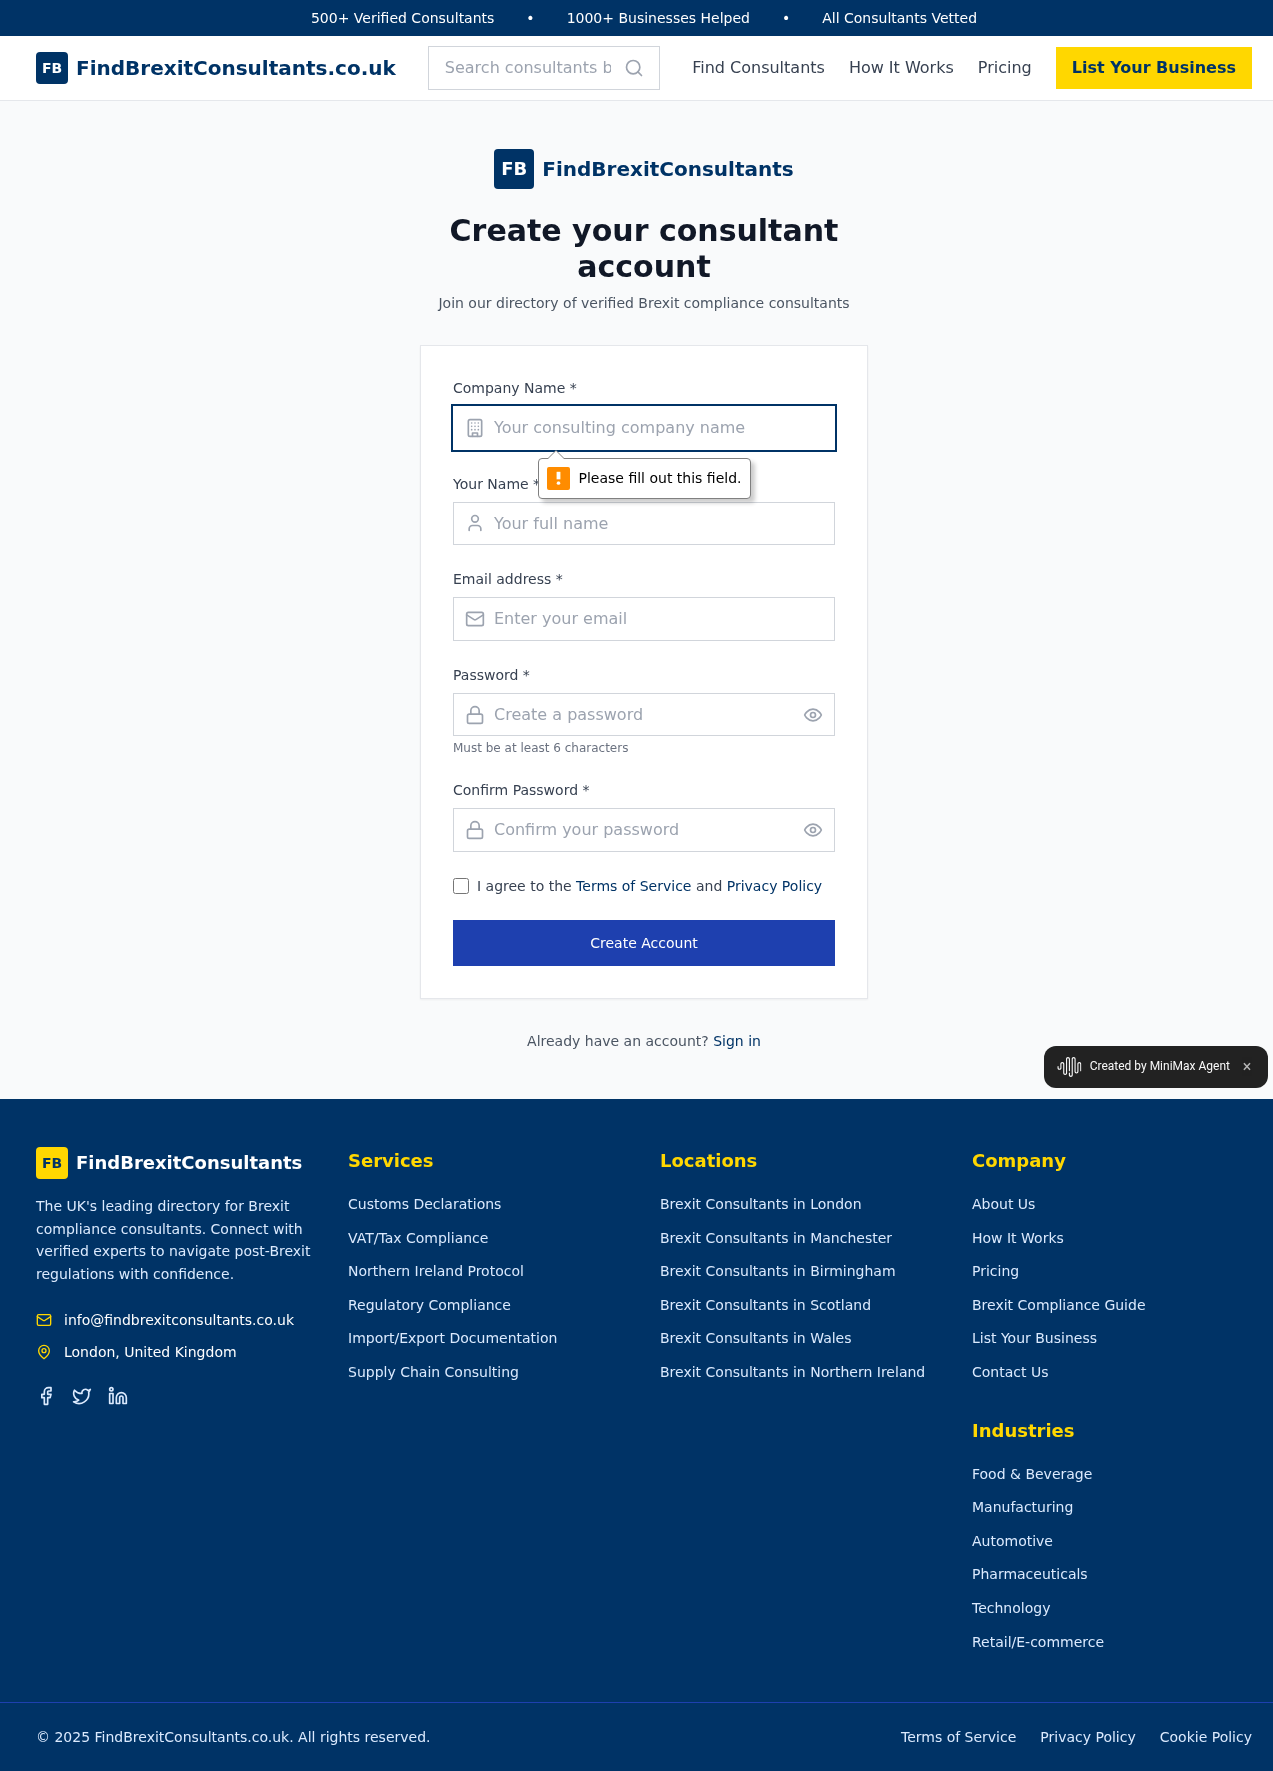 500+ Verified Consultants • 1000+ Businesses Helped • All Consultants Vetted
FB FindBrexitConsultants.co.uk
Search consultants b
Find Consultants
How It Works
Pricing
List Your Business
FB FindBrexitConsultants
Create your consultant
account
Join our directory of verified Brexit compliance consultants
Company Name *
Your consulting company name
Please fill out this field.
Your Name *
Your full name
Email address *
Enter your email
Password *
Create a password
Must be at least 6 characters
Confirm Password *
Confirm your password
I agree to the Terms of Service and Privacy Policy
Create Account
Already have an account? Sign in
Created by MiniMax Agent ×
FB FindBrexitConsultants
The UK's leading directory for Brexit
compliance consultants. Connect with
verified experts to navigate post-Brexit
regulations with confidence.
info@findbrexitconsultants.co.uk
London, United Kingdom
Services
Customs Declarations
VAT/Tax Compliance
Northern Ireland Protocol
Regulatory Compliance
Import/Export Documentation
Supply Chain Consulting
Locations
Brexit Consultants in London
Brexit Consultants in Manchester
Brexit Consultants in Birmingham
Brexit Consultants in Scotland
Brexit Consultants in Wales
Brexit Consultants in Northern Ireland
Company
About Us
How It Works
Pricing
Brexit Compliance Guide
List Your Business
Contact Us
Industries
Food & Beverage
Manufacturing
Automotive
Pharmaceuticals
Technology
Retail/E-commerce
© 2025 FindBrexitConsultants.co.uk. All rights reserved.
Terms of Service
Privacy Policy
Cookie Policy